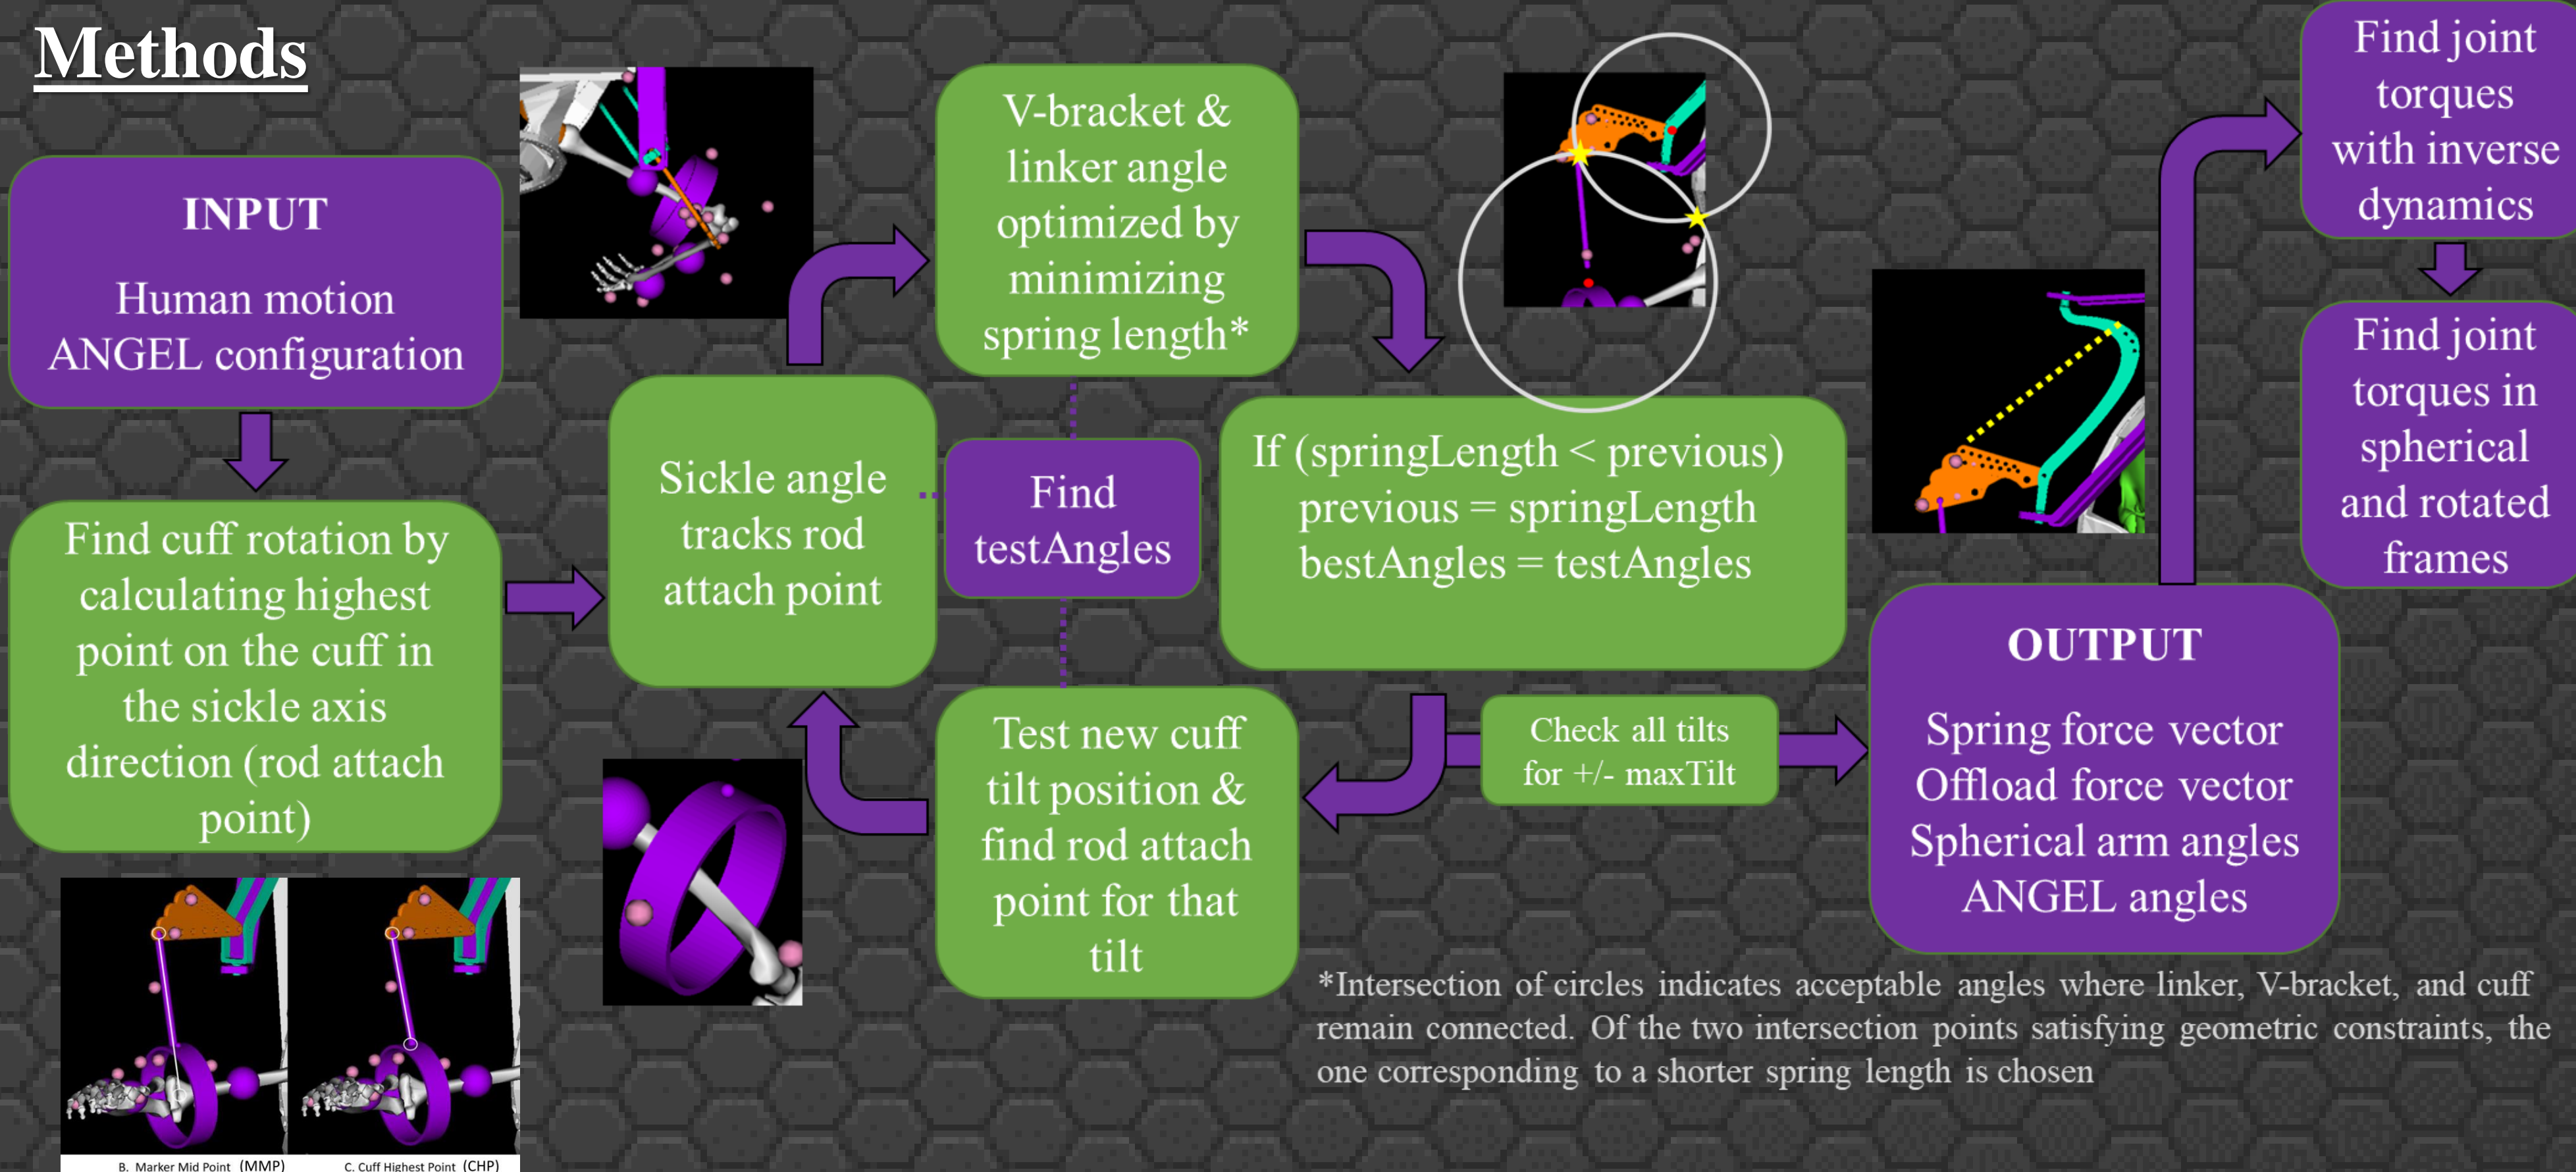 Methods
INPUT
Human motion
ANGEL configuration
Find cuff rotation by
calculating highest
point on the cuff in
the sickle axis
direction (rod attach
point)
B. Marker Mid Point (MMP)
C. Cuff Highest Point (CHP)
Sickle angle
tracks rod
attach point
V-bracket &
linker angle
optimized by
minimizing
spring length*
Find
testAngles
Test new cuff
tilt position &
find rod attach
point for that
tilt
If (springLength < previous)
previous = springLength
bestAngles = testAngles
Check all tilts
for +/- maxTilt
OUTPUT
Spring force vector
Offload force vector
Spherical arm angles
ANGEL angles
Find joint
torques
with inverse
dynamics
Find joint
torques in
spherical
and rotated
frames
*Intersection of circles indicates acceptable angles where linker, V-bracket, and cuff
remain connected. Of the two intersection points satisfying geometric constraints, the
one corresponding to a shorter spring length is chosen